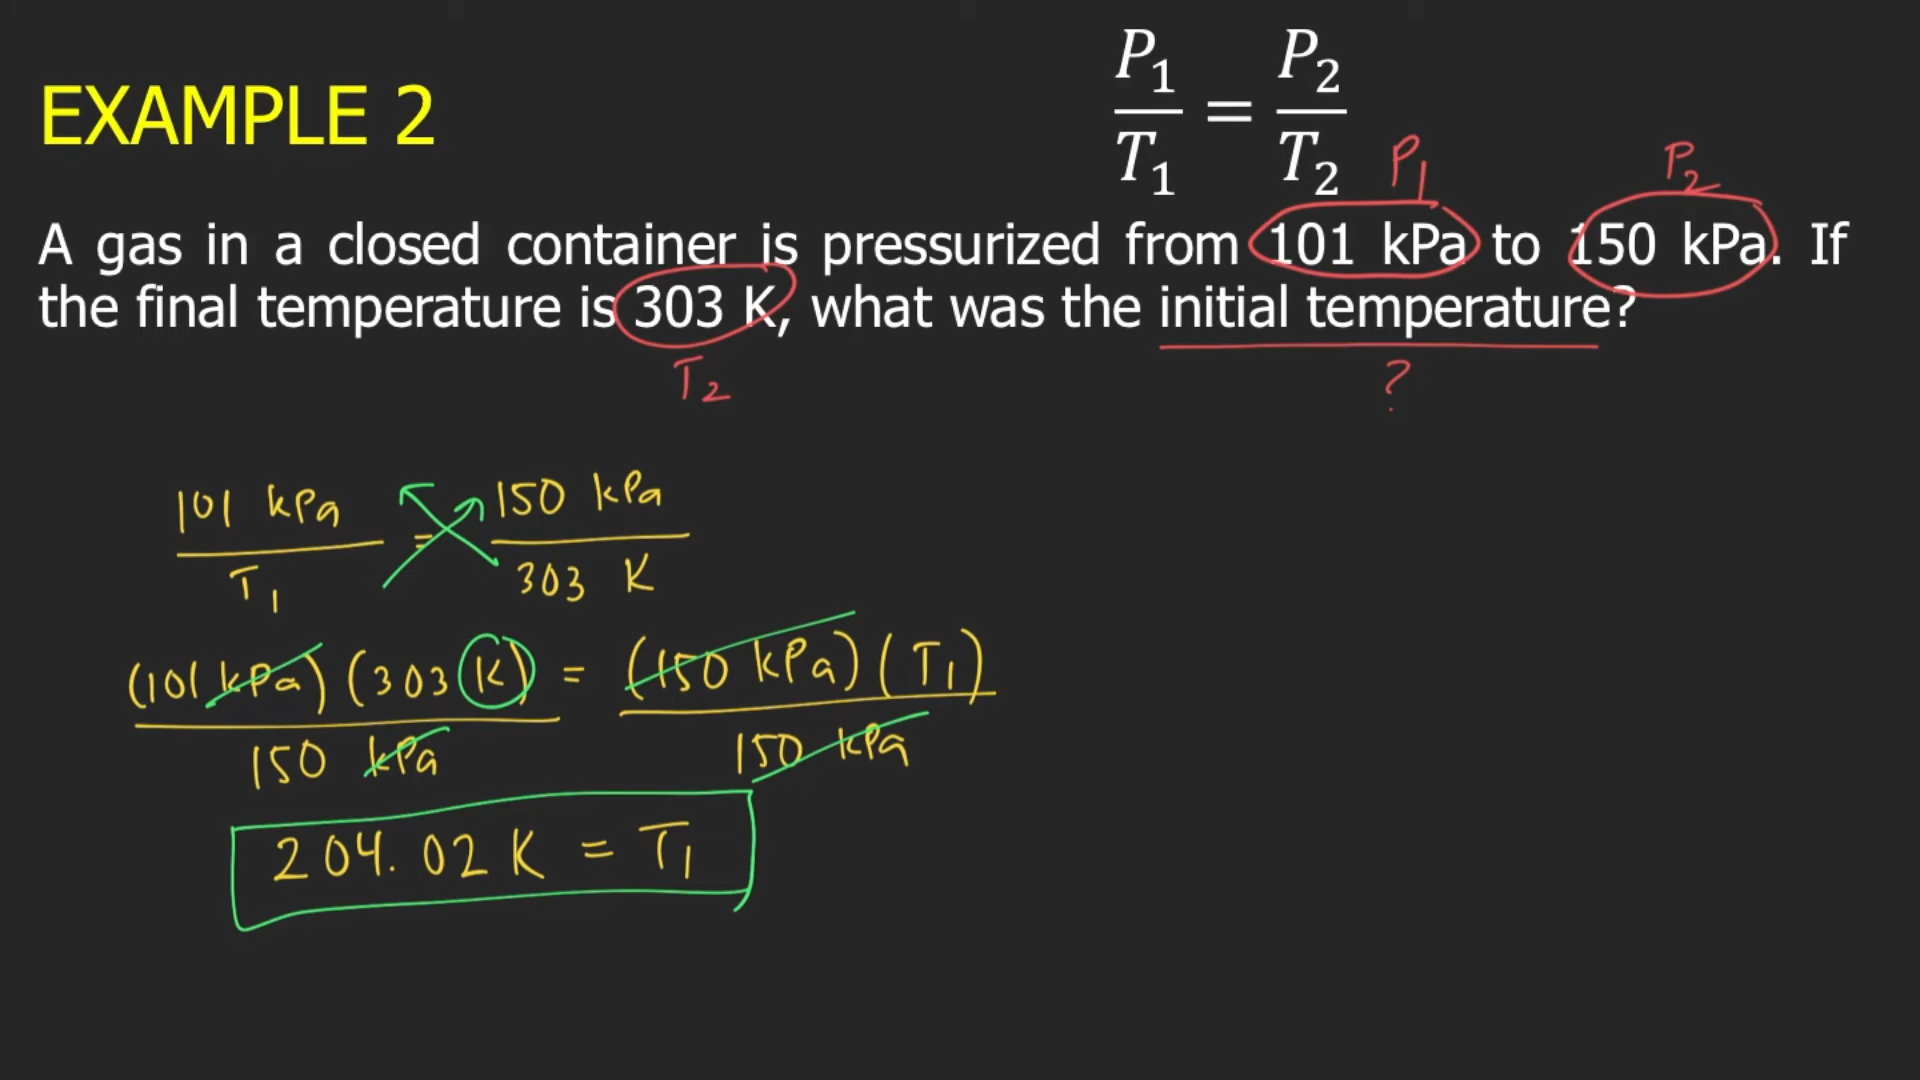 EXAMPLE 2
P₁/T₁ = P₂/T₂
P₁ P₂
A gas in a closed container is pressurized from 101 kPa to 150 kPa. If
the final temperature is 303 K, what was the initial temperature?
T₂ ?
101 kPa / T₁ = 150 kPa / 303 K
(101 kPa)(303 K) / 150 kPa = (150 kPa)(T₁) / 150 kPa
204.02 K = T₁